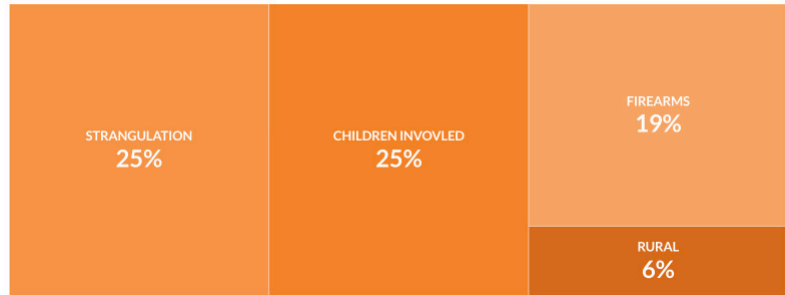 STRANGULATION
25%
CHILDREN INVOVLED
25%
FIREARMS
19%
RURAL
6%